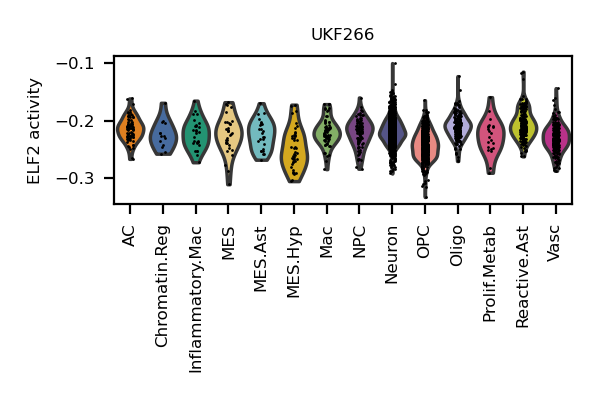 UKF266
ELF2 activity
−0.1
−0.2
−0.3
AC
Chromatin.Reg
Inflammatory.Mac
MES
MES.Ast
MES.Hyp
Mac
NPC
Neuron
OPC
Oligo
Prolif.Metab
Reactive.Ast
Vasc